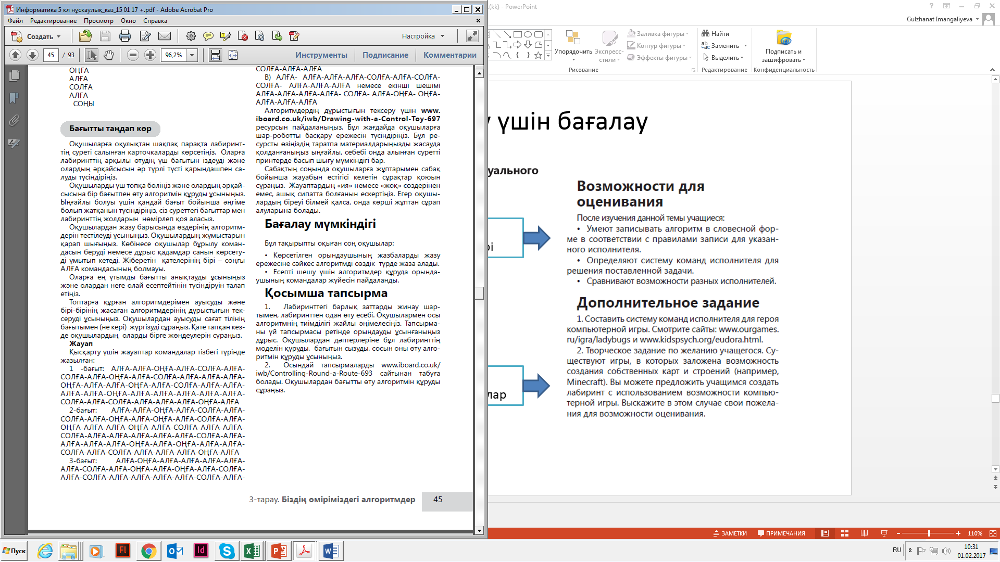 Информатика 5 кл нұскаулық_каз_15 01 17 +.pdf - Adobe Acrobat Pro
Файл Редактирование Просмотр Окно Справка
Создать
Настройка
45 / 93
96,2%
Инструменты Подписание Комментарии
ОҢҒА
АЛҒА
СОЛҒА
АЛҒА
СОҢЫ
Бағытты таңдап көр
Оқушыларға оқулықтан шақпақ парақта лабиринт-
тің суреті салынған карточкаларды көрсетіңіз. Оларға
лабиринттің арқылы өтудің үш бағытын іздеуді және
олардың әрқайсысын әр түрлі түсті қарындашпен са-
луды түсіндіріңіз.
Оқушыларды үш топқа бөліңіз және олардың әрқай-
сысына бір бағытпен өту алгоритмін құруды ұсыныңыз.
Ыңғайлы болуы үшін қандай бағыт бойынша әңгіме
болып жатқанын түсіндіріңіз, сіз суреттегі бағыттар мен
лабиринттің жолдарын нөмірлеп қоя аласыз.
Оқушылардан жазу барысында өздерінің алгоритм-
дерін тестілеуді ұсыныңыз. Оқушылардың жұмыстарын
қарап шығыңыз. Көбінесе оқушылар бұрылу коман-
дасын беруді немесе дұрыс қадамдар санын көрсету-
ді ұмытып кетеді. Жіберетін қателерінің бірі – соңғы
АЛҒА командасының болмауы.
Оларға ең үтымды бағытты анықтауды ұсыныңыз
және олардан неге олай есептейтінін түсіндіруін талап
етіңіз.
Топтарға құрған алгоритмдерімен ауысуды және
бірі-бірінің жасаған алгоритмдерінің дұрыстығын тек-
серуді ұсыныңыз. Оқушылардан ауысуды сағат тілінің
бағытымен (не кері) жүргізуді сұраңыз. Қате тапқан кез-
де оқушылардың оларды бірге жөндеулерін сұраңыз.
Жауап
Қысқарту үшін жауаптар командалар тізбегі түрінде
жазылған:
1 -бағыт: АЛҒА-АЛҒА-ОҢҒА-АЛҒА-СОЛҒА-АЛҒА-
СОЛҒА-АЛҒА-ОҢҒА-АЛҒА-СОЛҒА-АЛҒА-АЛҒА-АЛҒА-
ОҢҒА-АЛҒА-АЛҒА-ОҢҒА-АЛҒА-СОЛҒА-АЛҒА-АЛҒА-
АЛҒА-АЛҒА-ОҢҒА-АЛҒА-АЛҒА-АЛҒА-АЛҒА-АЛҒА-
СОЛҒА-АЛҒА-СОЛҒА-АЛҒА-АЛҒА-АЛҒА-ОҢҒА-АЛҒА
2-бағыт: АЛҒА-АЛҒА-ОҢҒА-АЛҒА-СОЛҒА-АЛҒА-
СОЛҒА-АЛҒА-ОҢҒА-АЛҒА-ОҢҒА-АЛҒА-СОЛҒА-АЛҒА-
ОҢҒА-АЛҒА-АЛҒА-ОҢҒА-АЛҒА-СОЛҒА-АЛҒА-АЛҒА-
СОЛҒА-АЛҒА-АЛҒА-АЛҒА-АЛҒА-АЛҒА-СОЛҒА-АЛҒА-
АЛҒА-АЛҒА-АЛҒА-ОҢҒА-АЛҒА-ОҢҒА-АЛҒА-АЛҒА-
СОЛҒА-АЛҒА-СОЛҒА-АЛҒА-АЛҒА-АЛҒА-ОҢҒА-АЛҒА
3-бағыт: АЛҒА-ОҢҒА-АЛҒА-АЛҒА-АЛҒА-АЛҒА-
АЛҒА-СОЛҒА-АЛҒА-ОҢҒА-АЛҒА-ОҢҒА-АЛҒА-СОЛҒА-
АЛҒА-СОЛҒА-АЛҒА-АЛҒА-АЛҒА-АЛҒА-СОЛҒА-АЛҒА-
СОЛҒА-АЛҒА-АЛҒА
В) АЛҒА- АЛҒА-АЛҒА-АЛҒА-СОЛҒА-АЛҒА-СОЛҒА-
СОЛҒА- АЛҒА-АЛҒА-АЛҒА немесе екінші шешімі
АЛҒА-АЛҒА-АЛҒА-АЛҒА- СОЛҒА- АЛҒА-ОҢҒА- ОҢҒА-
АЛҒА-АЛҒА-АЛҒА
Алгоритмдердің дұрыстығын тексеру үшін www.
iboard.co.uk/iwb/Drawing-with-a-Control-Toy-697
ресурсын пайдаланыңыз. Бұл жағдайда оқушыларға
шар-роботты басқару ережесін түсіндіріңіз. Бұл ре-
сурсты өзіңіздің таратпа материалдарыңызды жасауда
қолданғаныңыз ыңғайлы, себебі онда алынған суретті
принтерде басып шығу мүмкіндігі бар.
Сабақтың соңында оқушыларға жұптарымен сабақ
бойынша жауабын естігісі келетін сұрақтар қоюын
сұраңыз. Жауаптардың «ия» немесе «жоқ» сөздерінен
емес, ашық сипатта болғанын ескертіңіз. Егер оқушы-
лардың біреуі білмей қалса, онда көрші жұптан сұрап
алуларына болады.
Бағалау мүмкіндігі
Бұл тақырыпты оқыған соң оқушылар:
• Көрсетілген орындаушының жазбаларды жазу
ережесіне сәйкес алгоритмді сөздік түрде жаза алады.
• Есепті шешу үшін алгоритмдер құруда орында-
ушының командалар жүйесін пайдаланды.
Қосымша тапсырма
1. Лабиринттегі барлық заттарды жинау шар-
тымен, лабиринттен одан өту есебі. Оқушылармен осы
алгоритмнің тиімділігі жайлы әңгімелесіңіз. Тапсырма-
ны үй тапсырмасы ретінде орындауды ұсынғаныңыз
дұрыс. Оқушылардан дәптерлеріне бұл лабиринттің
моделін құруды, бағытын сызуды, сосын оны өту алго-
ритмін құруды ұсыныңыз.
2. Осындай тапсырмаларды www.iboard.co.uk/
iwb/Controlling-Round-a-Route-693 сайтынан табуға
болады. Оқушылардан бағытты өту алгоритмін құруды
сұраңыз.
3-тарау. Біздің өміріміздегі алгоритмдер 45
(kk) - PowerPoint
Gulzhanat Imangaliyeva
Упорядочить
Экспресс-
стили
Заливка фигуры
Контур фигуры
Эффекты фигуры
Рисование
Найти
Заменить
Выделить
Редактирование
Подписать и
зашифровать
Конфиденциальность
үшін бағалау
уального
рі
лар
Возможности для
оценивания
После изучения данной темы учащиеся:
• Умеют записывать алгоритм в словесной фор-
ме в соответствии с правилами записи для указан-
ного исполнителя.
• Определяют систему команд исполнителя для
решения поставленной задачи.
• Сравнивают возможности разных исполнителей.
Дополнительное задание
1. Составить систему команд исполнителя для героя
компьютерной игры. Смотрите сайты: www.ourgames.
ru/igra/ladybugs и www.kidspsych.org/eudora.html.
2. Творческое задание по желанию учащегося. Су-
ществуют игры, в которых заложена возможность
создания собственных карт и строений (например,
Minecraft). Вы можете предложить учащимся создать
лабиринт с использованием возможности компью-
терной игры. Выскажите в этом случае свои пожела-
ния для возможности оценивания.
ЗАМЕТКИ ПРИМЕЧАНИЯ 110%
Пуск
RU
10:31
01.02.2017